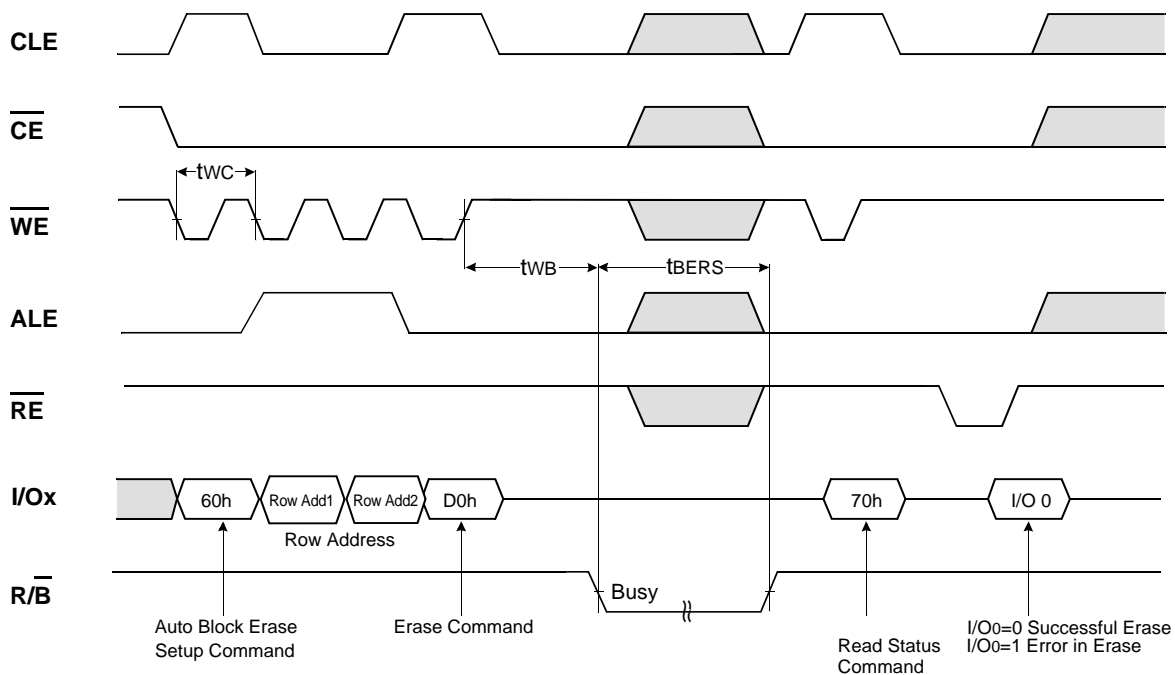 CLE
CE
tWC
WE
tWB
tBERS
ALE
RE
I/Ox
60h
Row Add1
Row Add2
D0h
70h
I/O 0
Row Address
R/B
Busy
Auto Block Erase
Setup Command
Erase Command
Read Status
Command
I/O0=0 Successful Erase
I/O0=1 Error in Erase